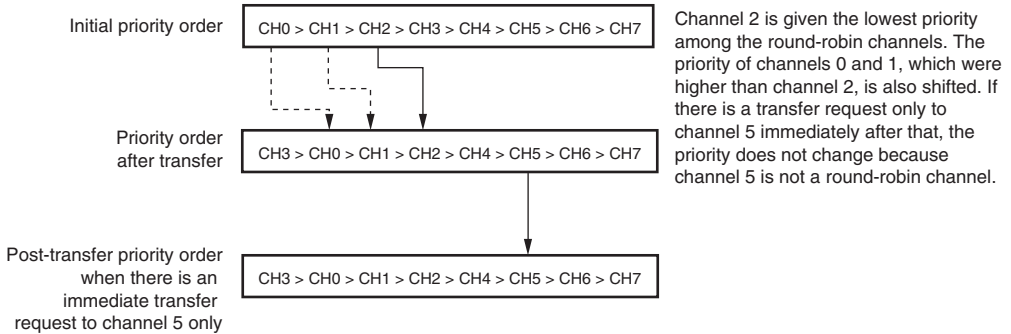 Initial priority order
CH0 > CH1 > CH2 > CH3 > CH4 > CH5 > CH6 > CH7
Channel 2 is given the lowest priority
among the round-robin channels. The
priority of channels 0 and 1, which were
higher than channel 2, is also shifted. If
there is a transfer request only to
channel 5 immediately after that, the
priority does not change because
channel 5 is not a round-robin channel.
Priority order
after transfer
CH3 > CH0 > CH1 > CH2 > CH4 > CH5 > CH6 > CH7
Post-transfer priority order
when there is an
immediate transfer
request to channel 5 only
CH3 > CH0 > CH1 > CH2 > CH4 > CH5 > CH6 > CH7